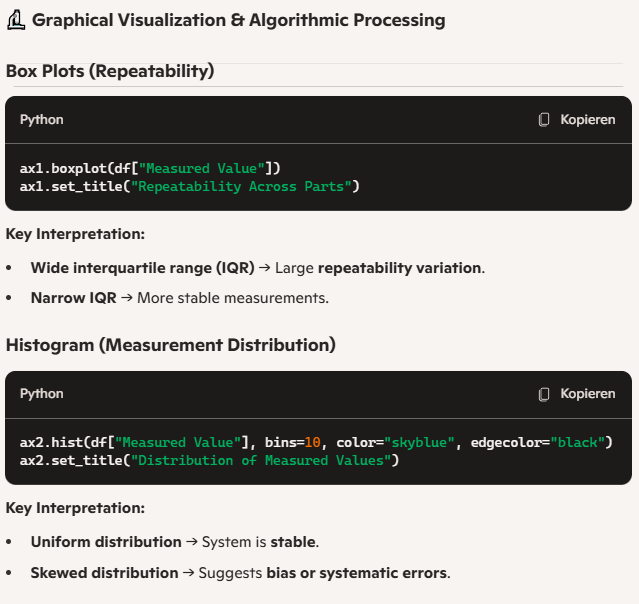 Graphical Visualization & Algorithmic Processing
Box Plots (Repeatability)
Python
Kopieren
ax1.boxplot(df["Measured Value"])
ax1.set_title("Repeatability Across Parts")
Key Interpretation:
• Wide interquartile range (IQR) → Large repeatability variation.
• Narrow IQR → More stable measurements.
Histogram (Measurement Distribution)
Python
Kopieren
ax2.hist(df["Measured Value"], bins=10, color="skyblue", edgecolor="black")
ax2.set_title("Distribution of Measured Values")
Key Interpretation:
• Uniform distribution → System is stable.
• Skewed distribution → Suggests bias or systematic errors.